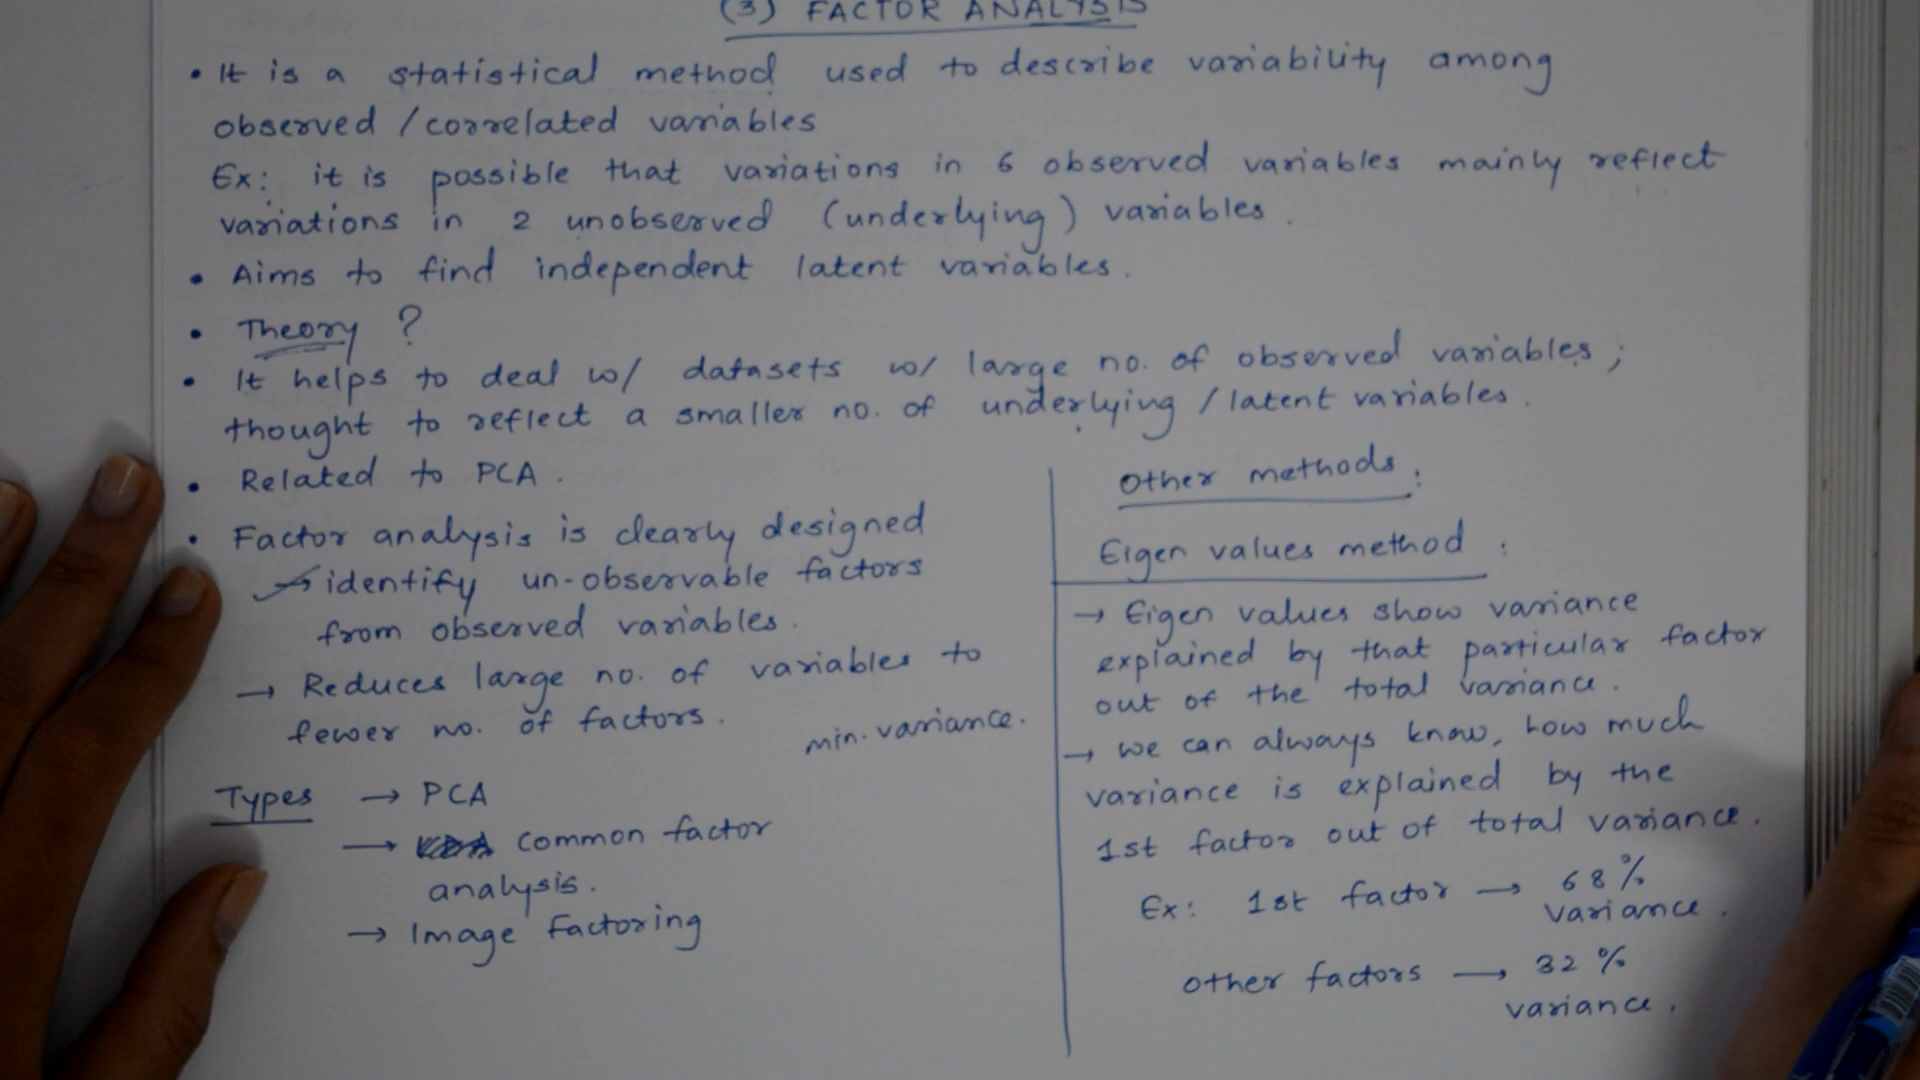 (3) FACTOR ANALYSIS
• It is a statistical method used to describe variability among
observed / correlated variables
Ex: it is possible that variations in 6 observed variables mainly reflect
variations in 2 unobserved (underlying) variables.
• Aims to find independent latent variables.
• Theory ?
• It helps to deal w/ datasets w/ large no. of observed variables;
thought to reflect a smaller no. of underlying / latent variables.
• Related to PCA.
• Factor analysis is clearly designed
→ identify un-observable factors
from observed variables.
→ Reduces large no. of variables to
fewer no. of factors.
min. variance.
Types → PCA
→ common factor
analysis.
→ Image factoring
Other methods:
Eigen values method :
→ Eigen values show variance
explained by that particular factor
out of the total variance.
→ we can always know, how much
variance is explained by the
1st factor out of total variance.
Ex: 1st factor → 68%
variance.
other factors → 32%
variance.